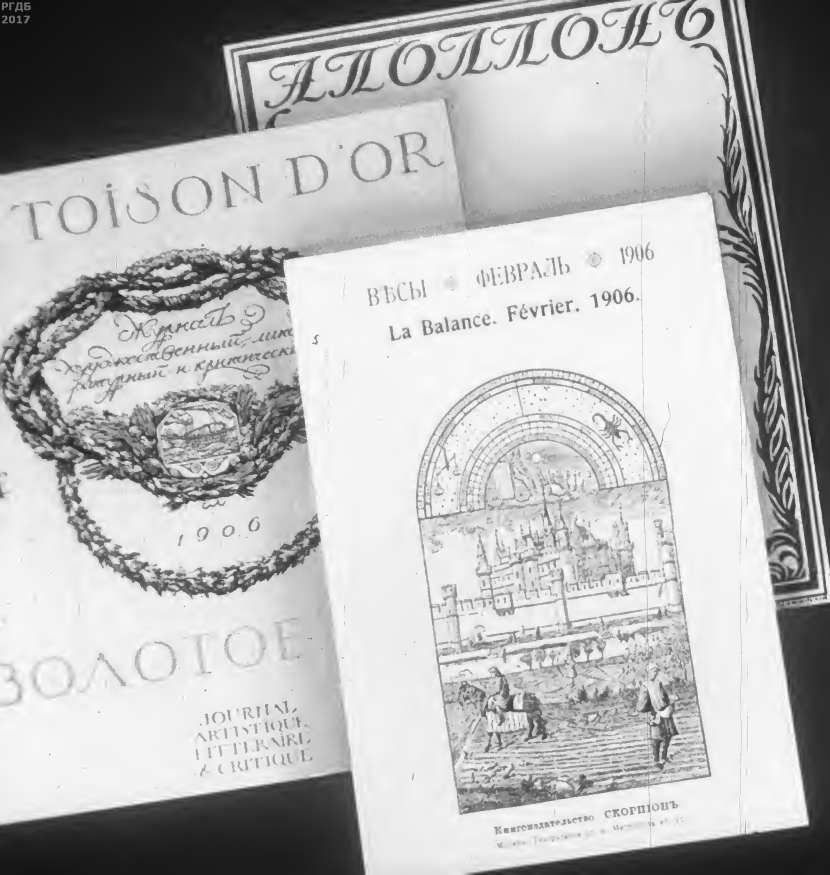 РГДБ
2017
АПОЛЛОНЪ
TOISON D'OR
Журналъ
художественный, лите
ратурный и критическ
1906
ЗОЛОТОЕ
JOURNAL
ARTISTIQUE
LITTERAIRE
& CRITIQUE
ВѢСЫ ФЕВРАЛЬ 1906
La Balance. Février. 1906.
Книгоиздательство СКОРПІОНЪ